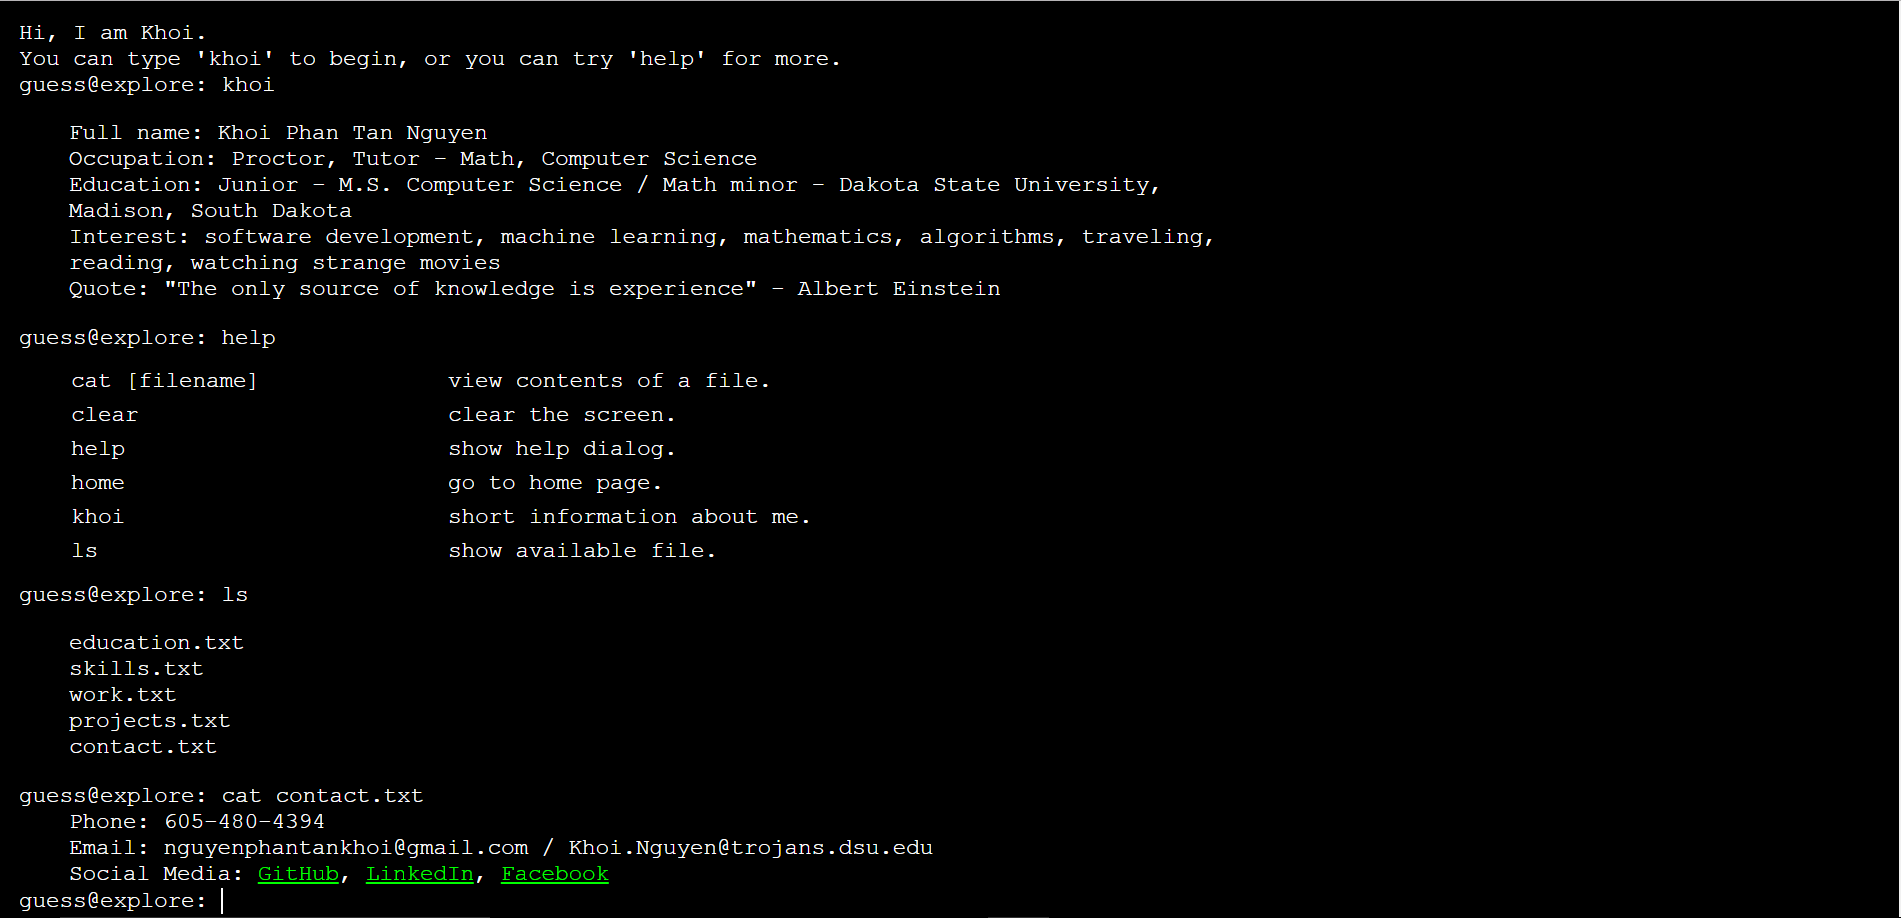 Hi, I am Khoi.
You can type 'khoi' to begin, or you can try 'help' for more.
guess@explore: khoi
Full name: Khoi Phan Tan Nguyen
Occupation: Proctor, Tutor - Math, Computer Science
Education: Junior - M.S. Computer Science / Math minor - Dakota State University,
Madison, South Dakota
Interest: software development, machine learning, mathematics, algorithms, traveling,
reading, watching strange movies
Quote: "The only source of knowledge is experience" - Albert Einstein
guess@explore: help
cat [filename] view contents of a file.
clear clear the screen.
help show help dialog.
home go to home page.
khoi short information about me.
ls show available file.
guess@explore: ls
education.txt
skills.txt
work.txt
projects.txt
contact.txt
guess@explore: cat contact.txt
Phone: 605-480-4394
Email: nguyenphantankhoi@gmail.com / Khoi.Nguyen@trojans.dsu.edu
Social Media: GitHub, LinkedIn, Facebook
guess@explore: